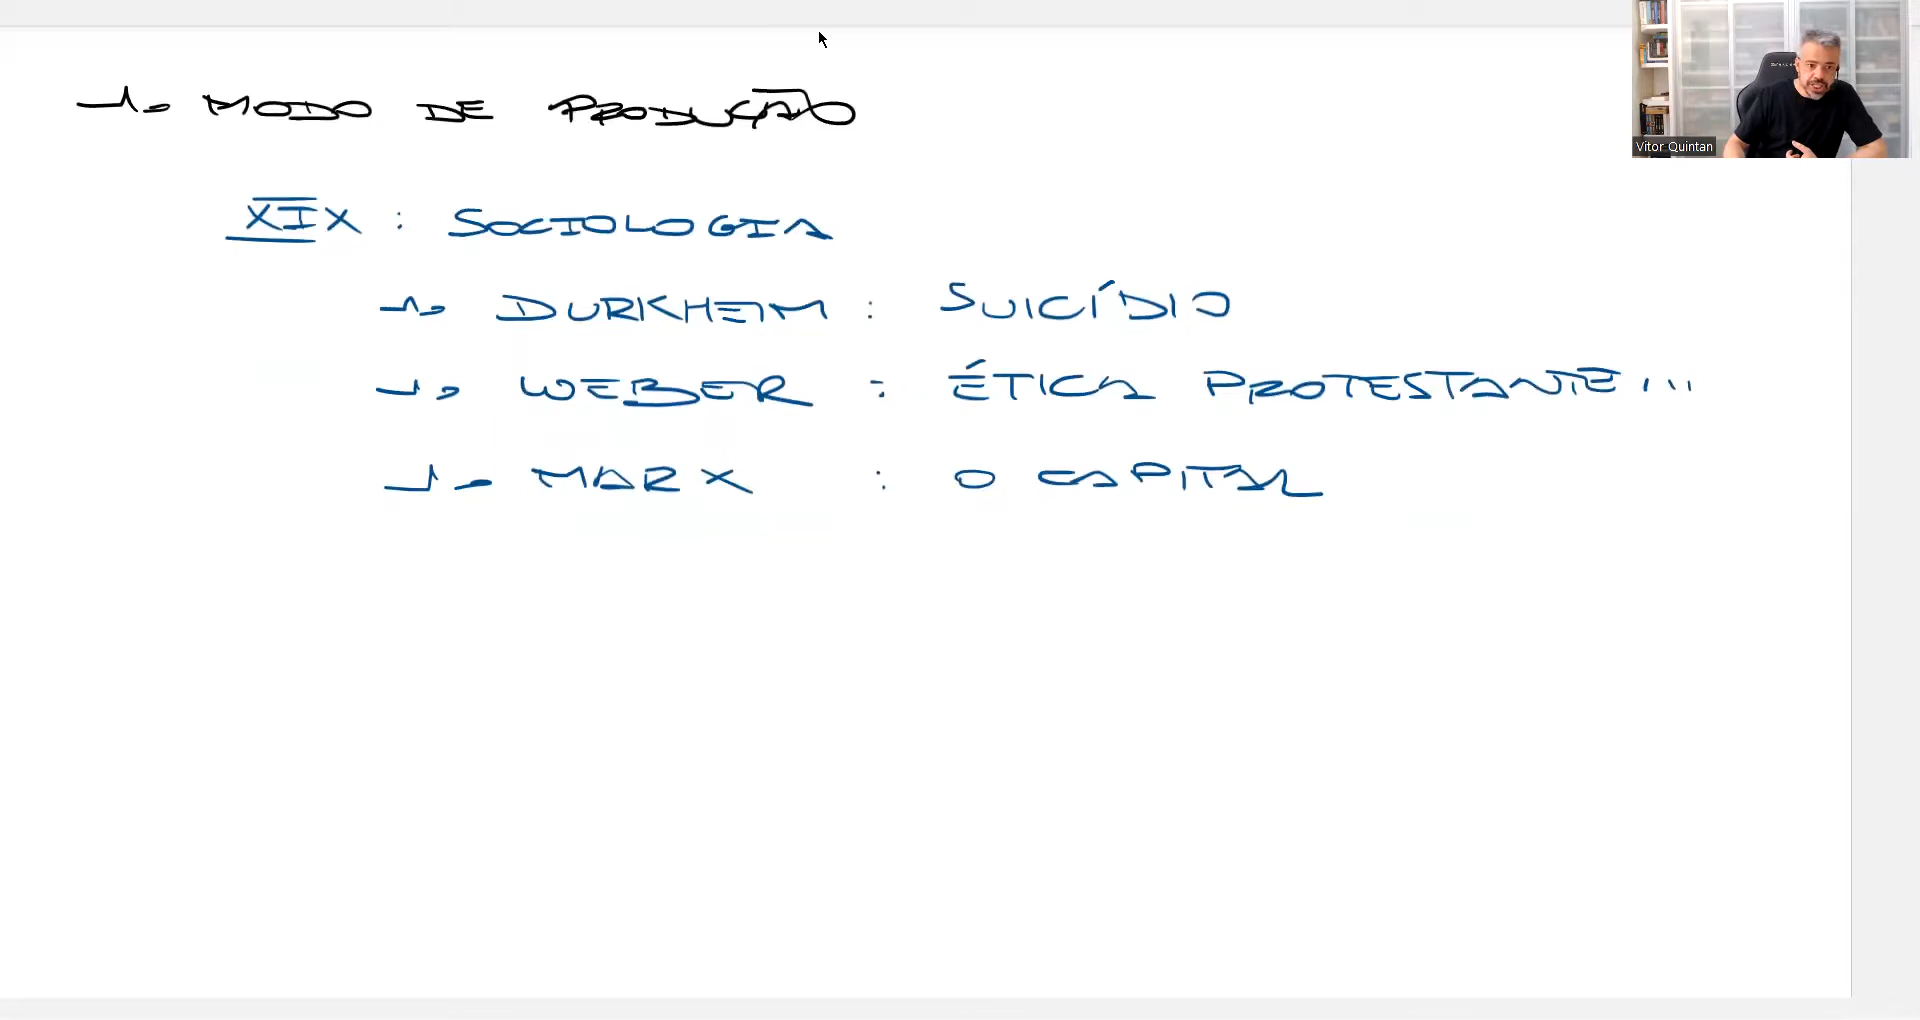 → MODO DE PRODUÇÃO
Vitor Quintan
XIX : SOCIOLOGIA
→ DURKHEIM : SUICÍDIO
→ WEBER : ÉTICA PROTESTANTE...
→ MARX : O CAPITAL